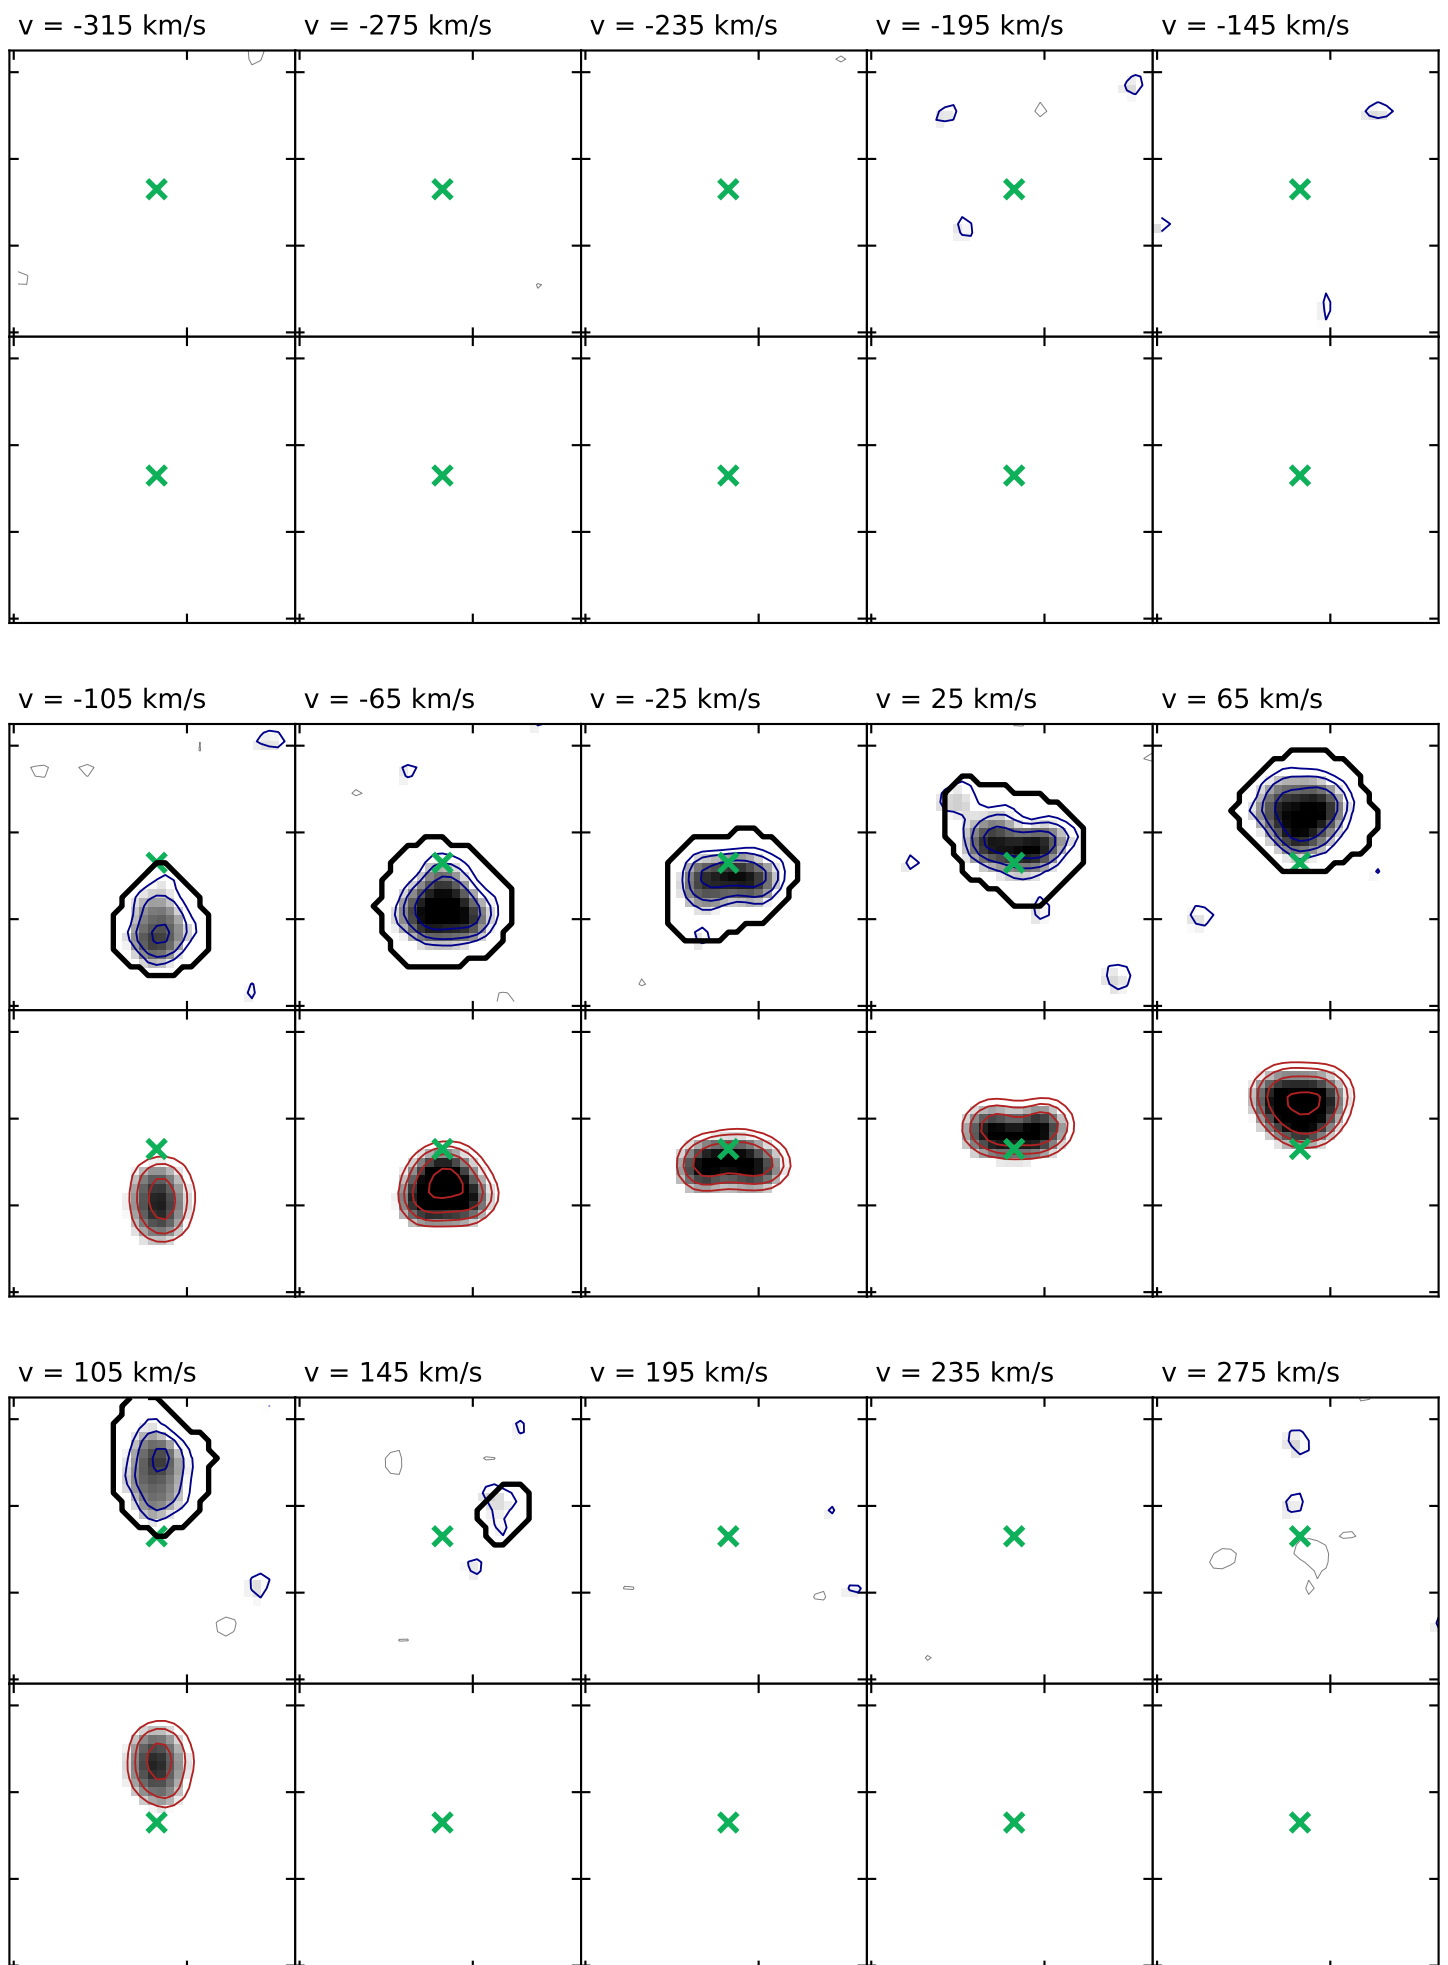 v = -315 km/s
v = -275 km/s
v = -235 km/s
v = -195 km/s
v = -145 km/s
v = -105 km/s
v = -65 km/s
v = -25 km/s
v = 25 km/s
v = 65 km/s
v = 105 km/s
v = 145 km/s
v = 195 km/s
v = 235 km/s
v = 275 km/s